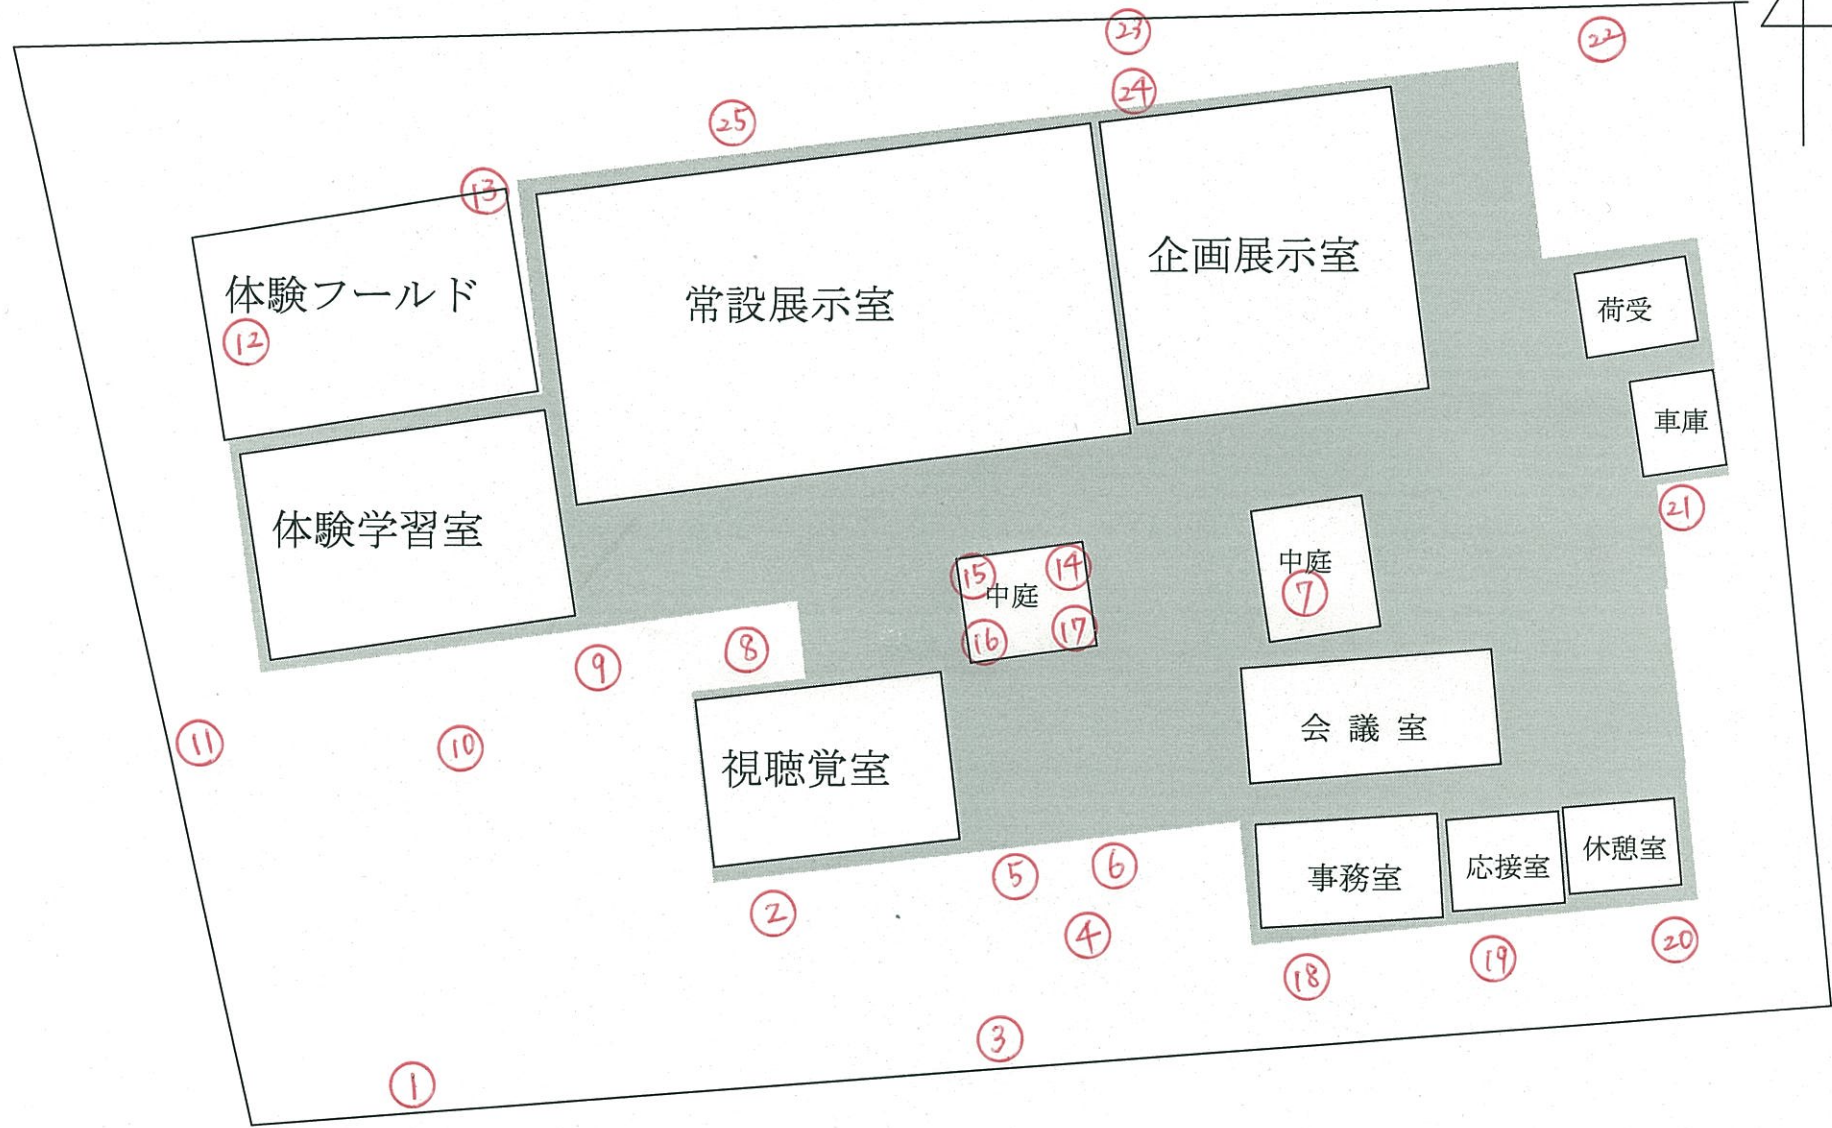 ㉓
㉒
㉔
㉕
⑬
体験フールド
⑫
常設展示室
企画展示室
荷受
車庫
㉑
体験学習室
中庭
⑮
⑭
⑯
⑰
中庭
⑦
⑧
⑨
⑩
⑪
視聴覚室
会 議 室
事務室
応接室
休憩室
②
⑤
⑥
④
⑱
⑲
⑳
③
①